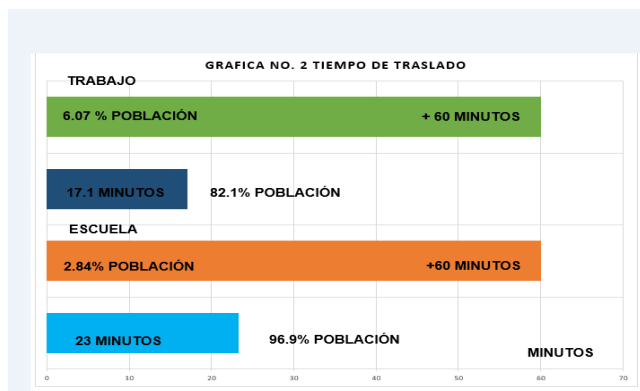 GRAFICA NO. 2 TIEMPO DE TRASLADO
TRABAJO
6.07 % POBLACIÓN + 60 MINUTOS
17.1 MINUTOS 82.1% POBLACIÓN
ESCUELA
2.84% POBLACIÓN +60 MINUTOS
23 MINUTOS 96.9% POBLACIÓN
MINUTOS
0 10 20 30 40 50 60 70